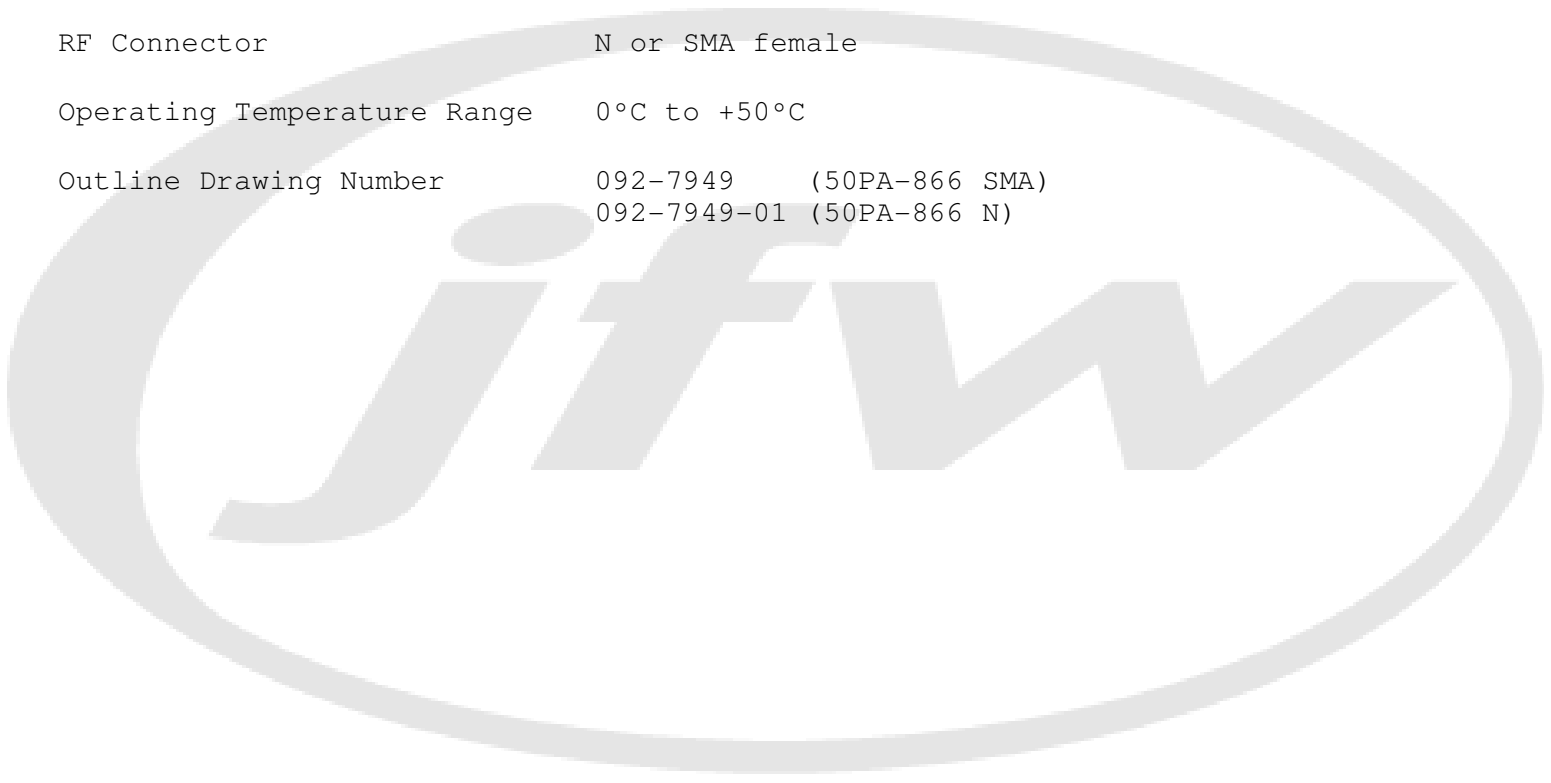 RF Connector N or SMA female
Operating Temperature Range 0°C to +50°C
Outline Drawing Number 092-7949 (50PA-866 SMA)
092-7949-01 (50PA-866 N)
jfw